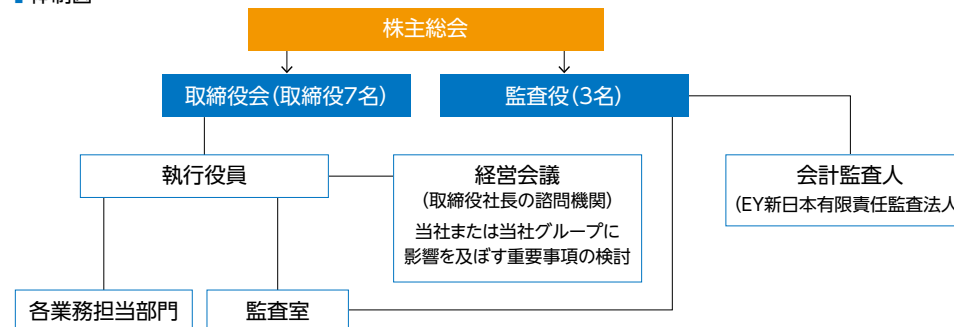 体制図
株主総会
取締役会(取締役7名)
監査役(3名)
執行役員
経営会議
(取締役社長の諮問機関)
当社または当社グループに
影響を及ぼす重要事項の検討
会計監査人
(EY新日本有限責任監査法人
各業務担当部門
監査室